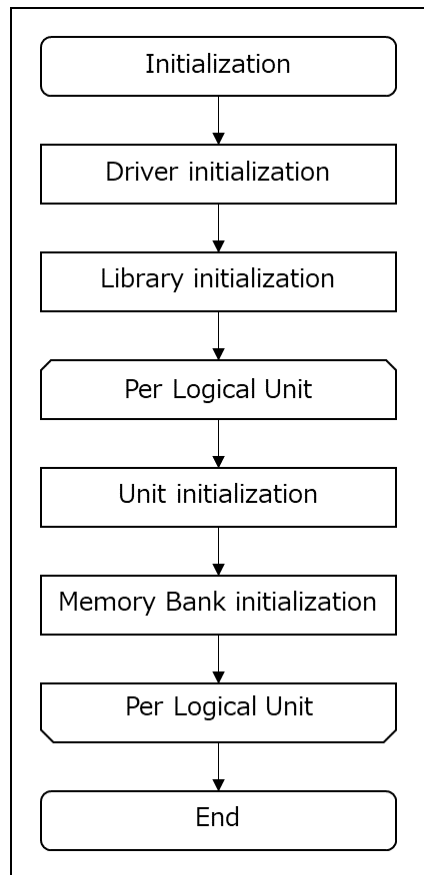 Initialization
Driver initialization
Library initialization
Per Logical Unit
Unit initialization
Memory Bank initialization
Per Logical Unit
End